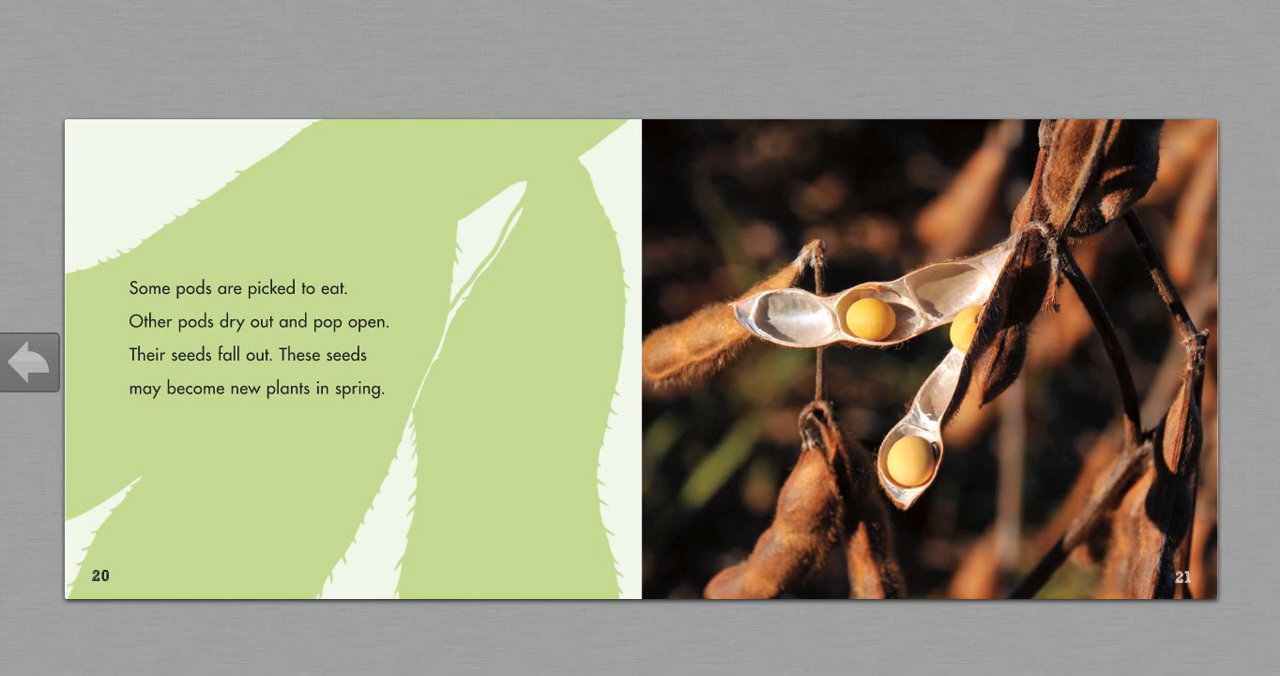 Some pods are picked to eat.
Other pods dry out and pop open.
Their seeds fall out. These seeds
may become new plants in spring.
20
21